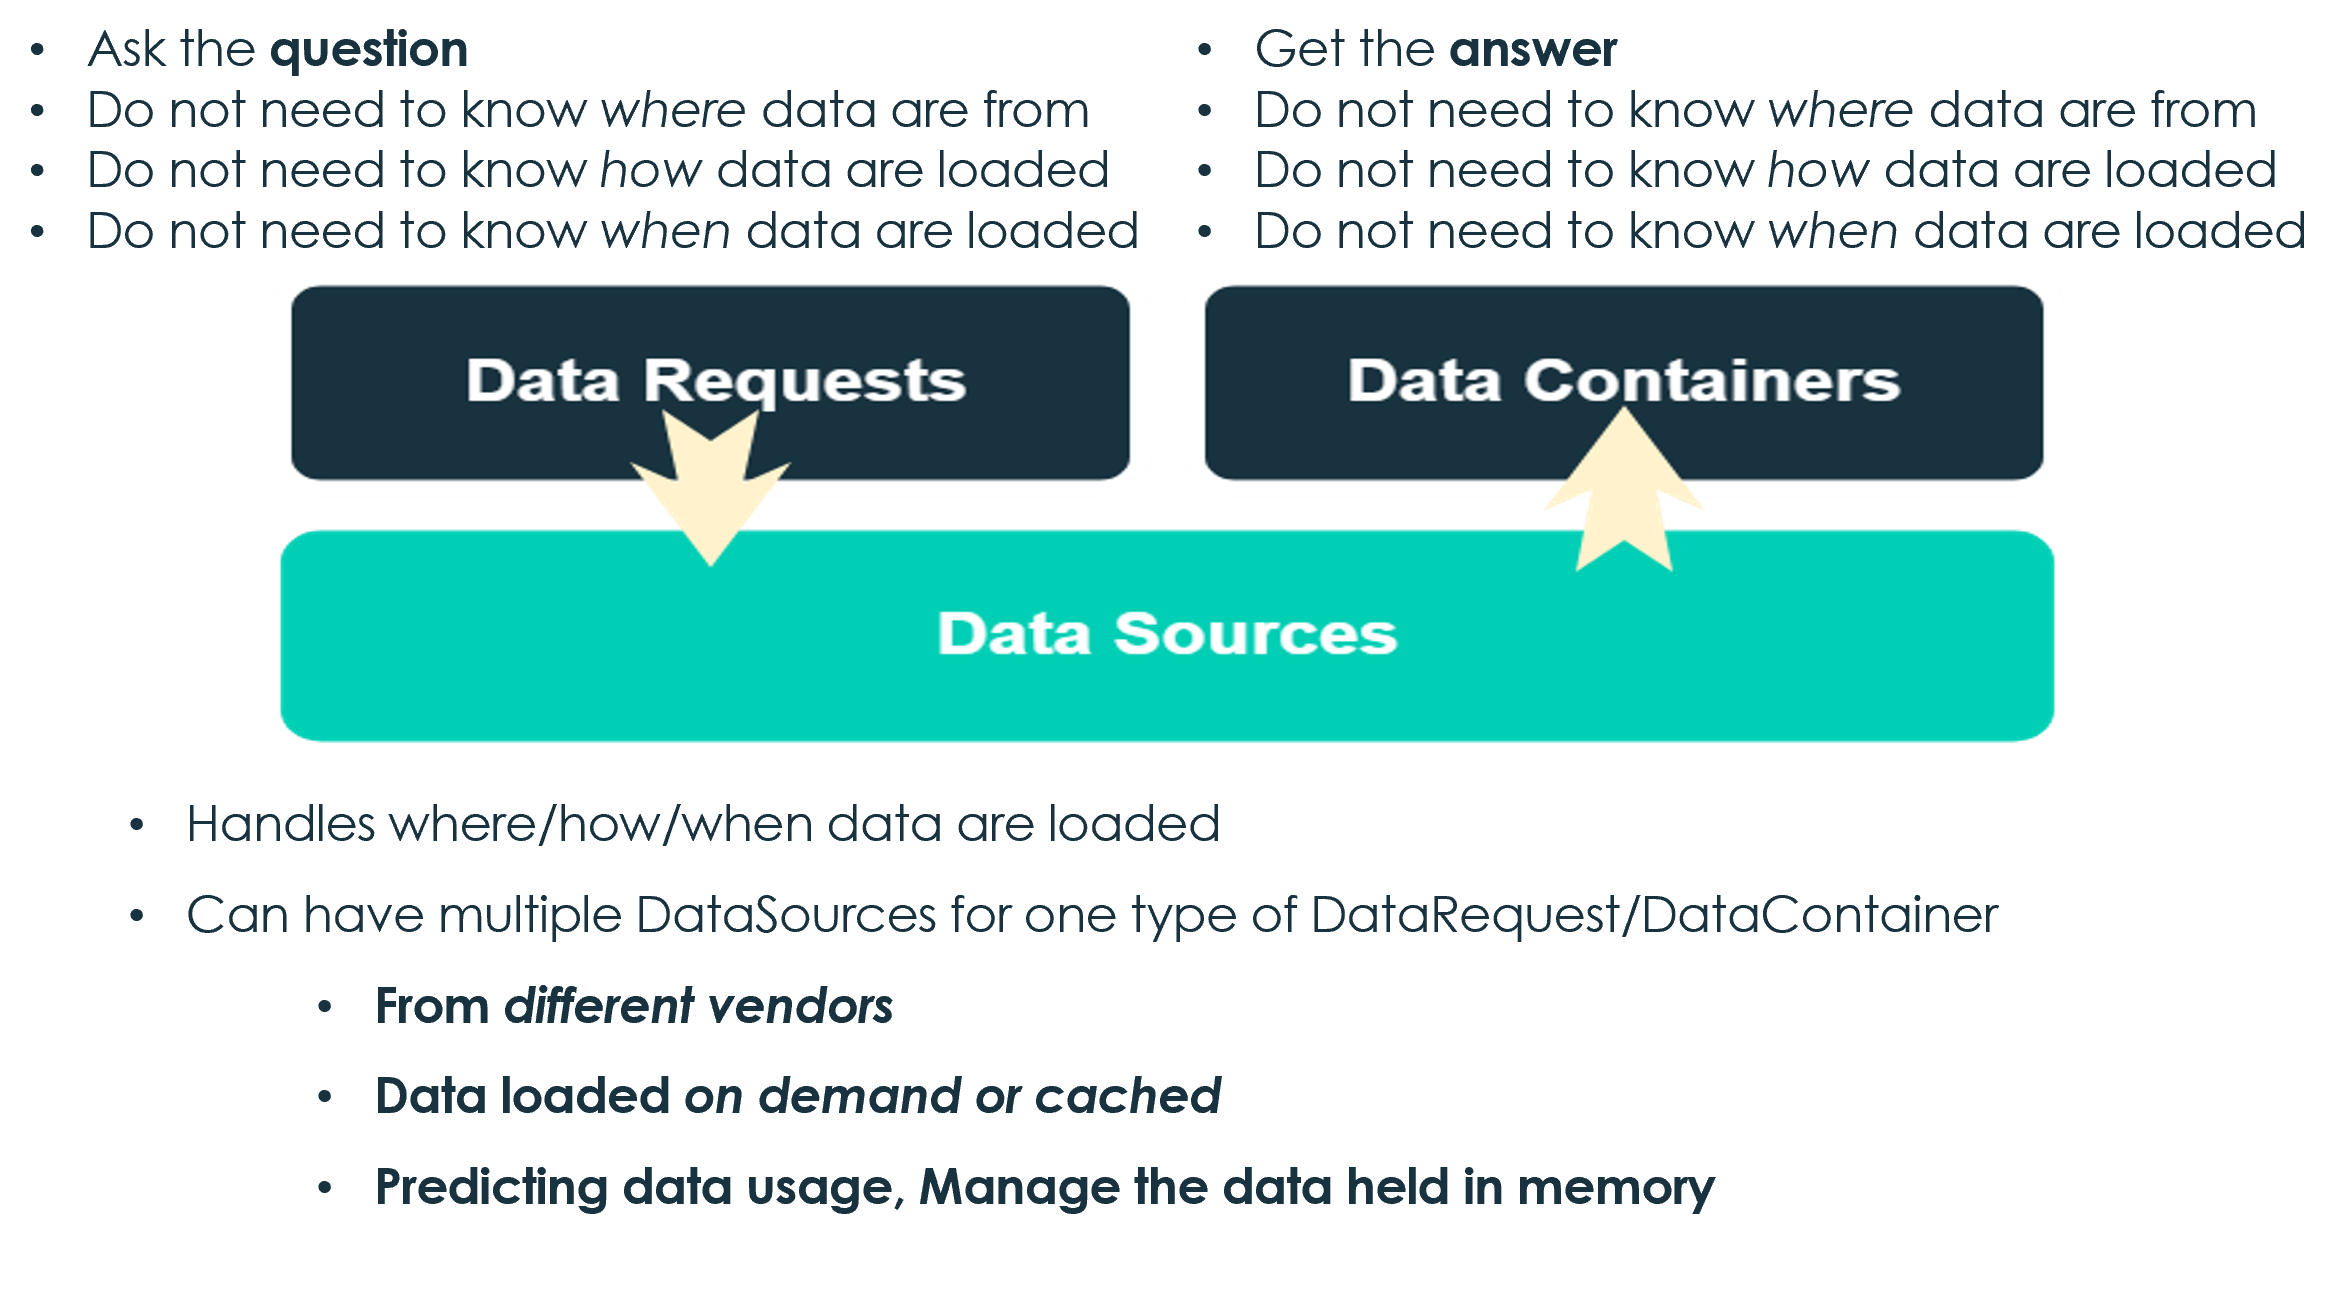 • Ask the question
• Do not need to know where data are from
• Do not need to know how data are loaded
• Do not need to know when data are loaded
• Get the answer
• Do not need to know where data are from
• Do not need to know how data are loaded
• Do not need to know when data are loaded
Data Requests
Data Containers
Data Sources
• Handles where/how/when data are loaded
• Can have multiple DataSources for one type of DataRequest/DataContainer
• From different vendors
• Data loaded on demand or cached
• Predicting data usage, Manage the data held in memory